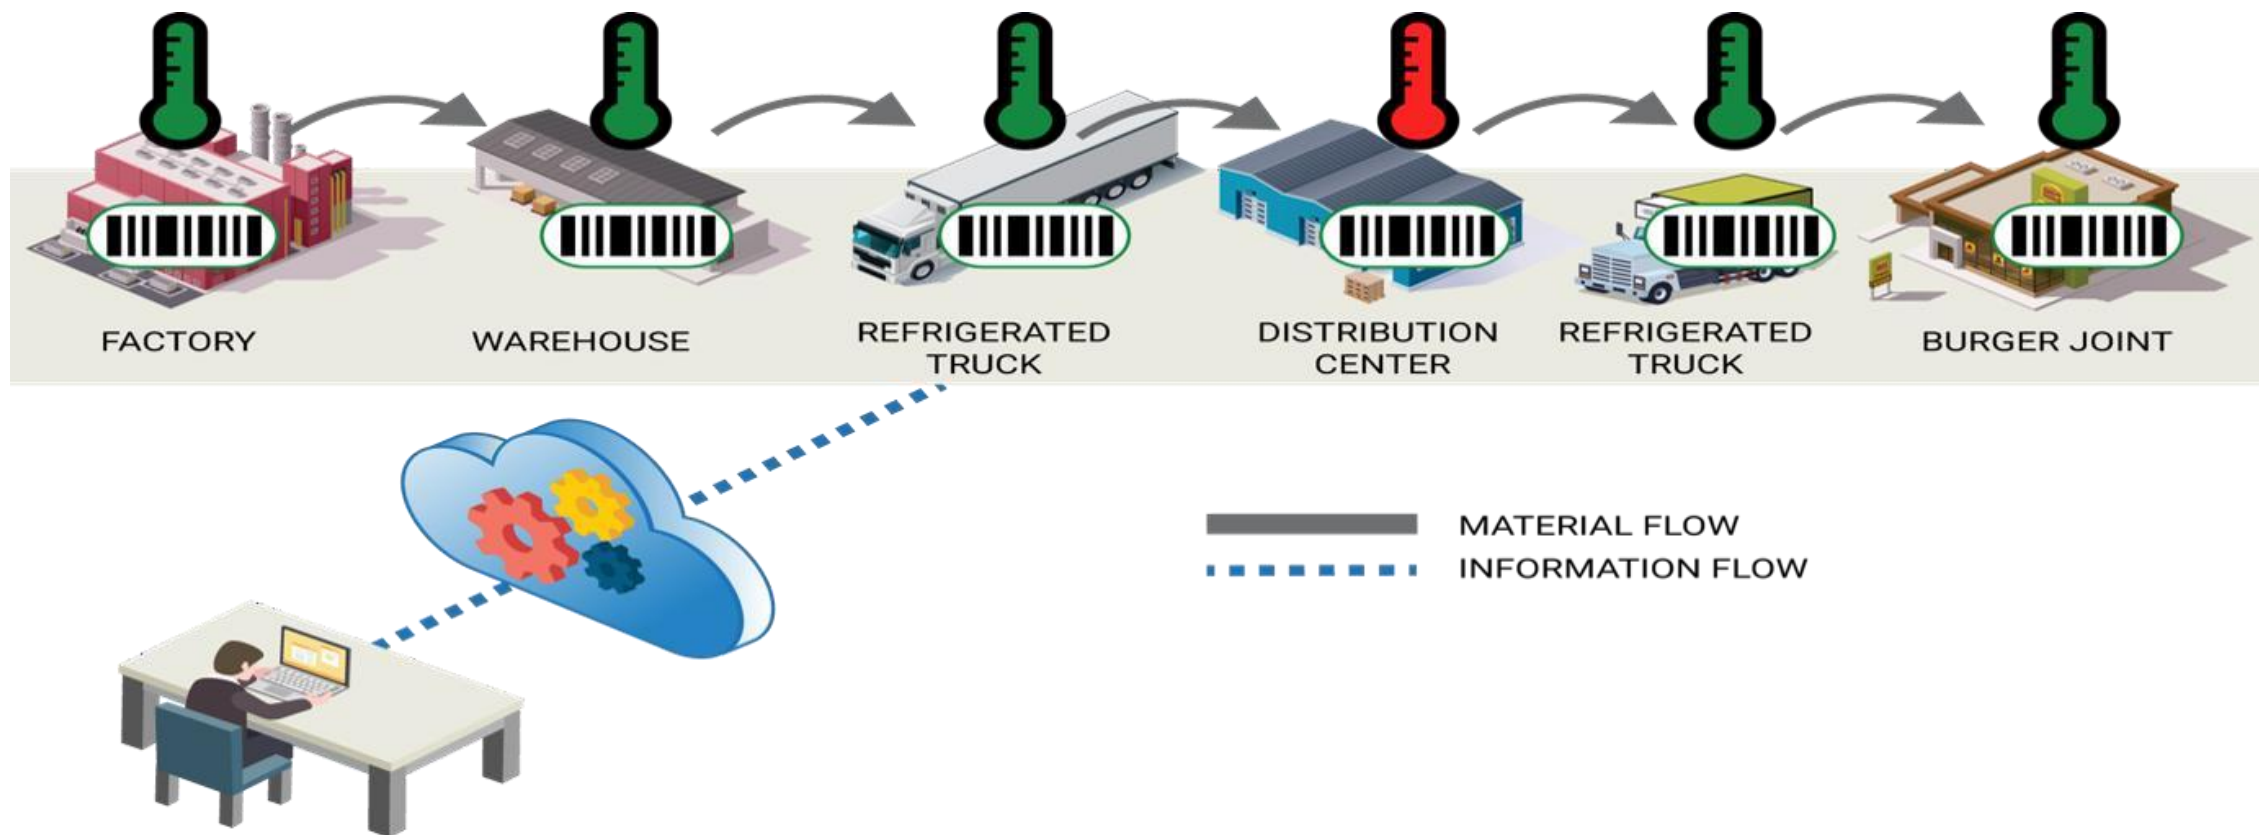 FACTORY
WAREHOUSE
REFRIGERATED
TRUCK
DISTRIBUTION
CENTER
REFRIGERATED
TRUCK
BURGER JOINT
MATERIAL FLOW
INFORMATION FLOW